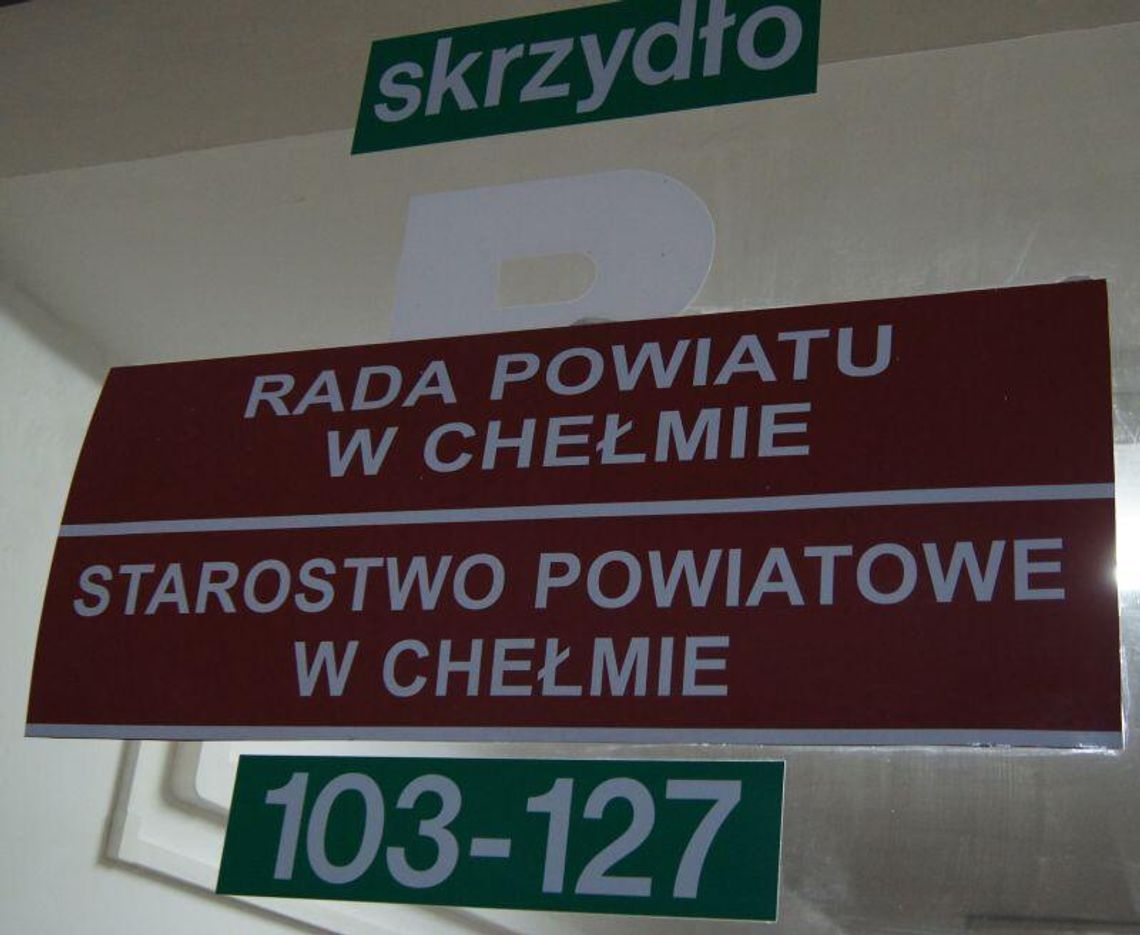 skrzydło
RADA POWIATU
W CHEŁMIE
STAROSTWO POWIATOWE
W CHEŁMIE
103-127